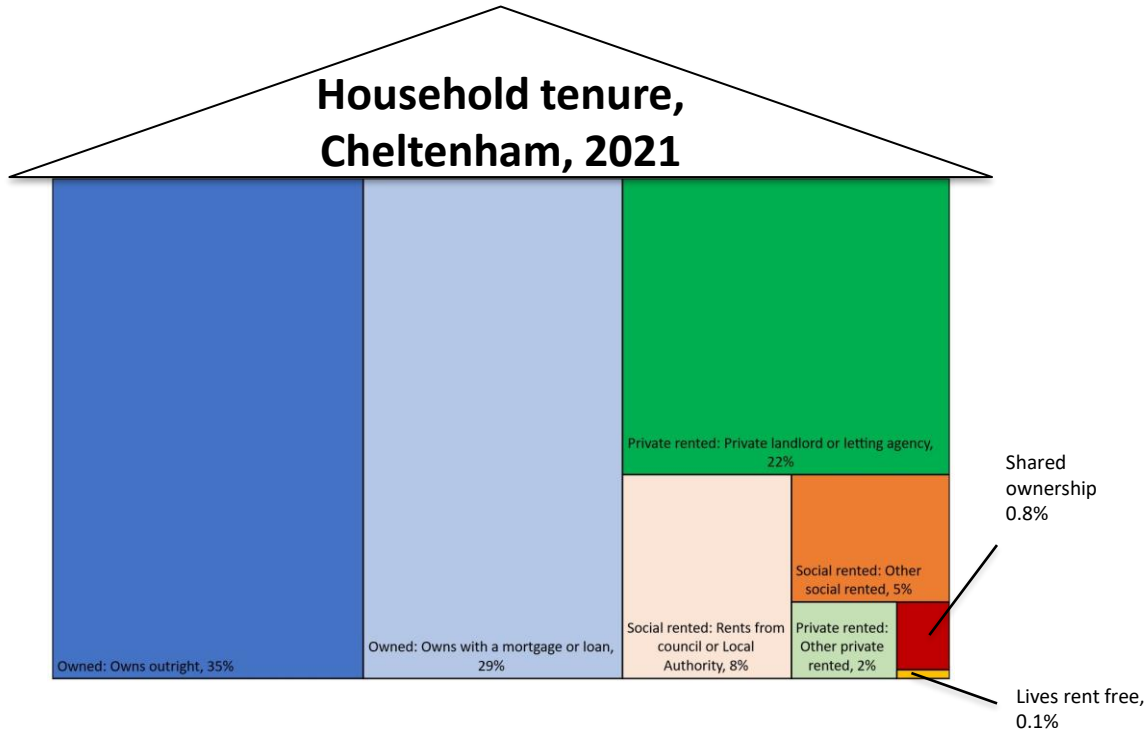 Household tenure,
Cheltenham, 2021
Owned: Owns outright, 35%
Owned: Owns with a mortgage or loan,
29%
Private rented: Private landlord or letting agency,
22%
Social rented: Rents from
council or Local
Authority, 8%
Social rented: Other
social rented, 5%
Private rented:
Other private
rented, 2%
Shared
ownership
0.8%
Lives rent free,
0.1%